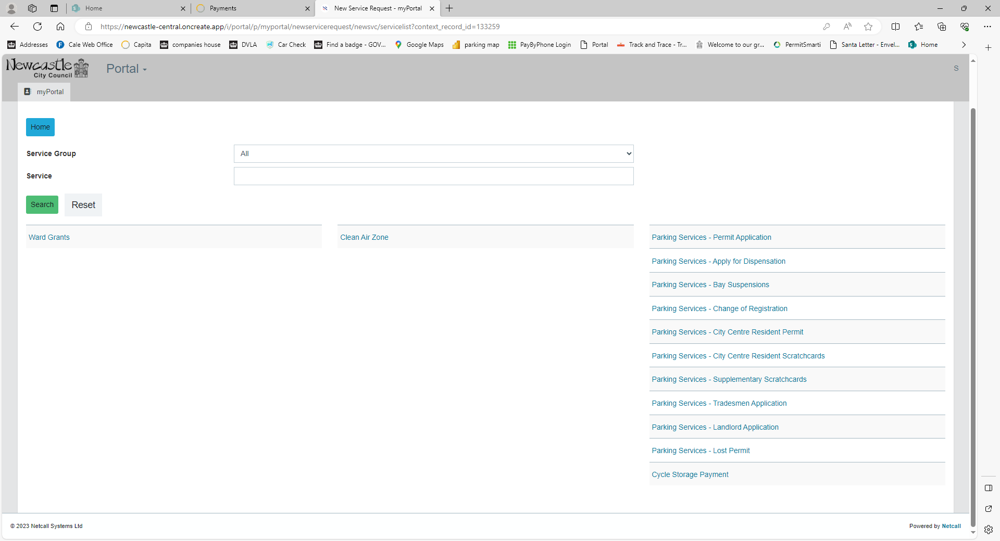 Home
Payments
New Service Request - myPortal
https://newcastle-central.oncreate.app/i/portal/p/myportal/newservicerequest/newsvc/servicelist?context_record_id=133259
Addresses Cale Web Office Capita companies house DVLA Car Check Find a badge - GOV... Google Maps parking map PayByPhone Login Portal Track and Trace - Tr... Welcome to our gr... PermitSmarti Santa Letter - Envel... Home
Newcastle
City Council
Portal
S
myPortal
Home
Service Group
All
Service
Search
Reset
Ward Grants
Clean Air Zone
Parking Services - Permit Application
Parking Services - Apply for Dispensation
Parking Services - Bay Suspensions
Parking Services - Change of Registration
Parking Services - City Centre Resident Permit
Parking Services - City Centre Resident Scratchcards
Parking Services - Supplementary Scratchcards
Parking Services - Tradesmen Application
Parking Services - Landlord Application
Parking Services - Lost Permit
Cycle Storage Payment
© 2023 Netcall Systems Ltd
Powered by Netcall